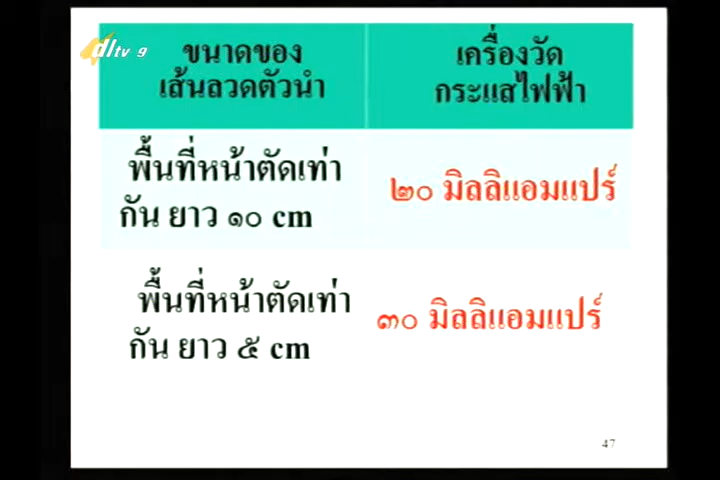 dltv 9
ขนาดของ
เส้นลวดตัวนำ
เครื่องวัด
กระแสไฟฟ้า
พื้นที่หน้าตัดเท่า
กัน ยาว ๑๐ cm
๒๐ มิลลิแอมแปร์
พื้นที่หน้าตัดเท่า
กัน ยาว ๕ cm
๓๐ มิลลิแอมแปร์
47